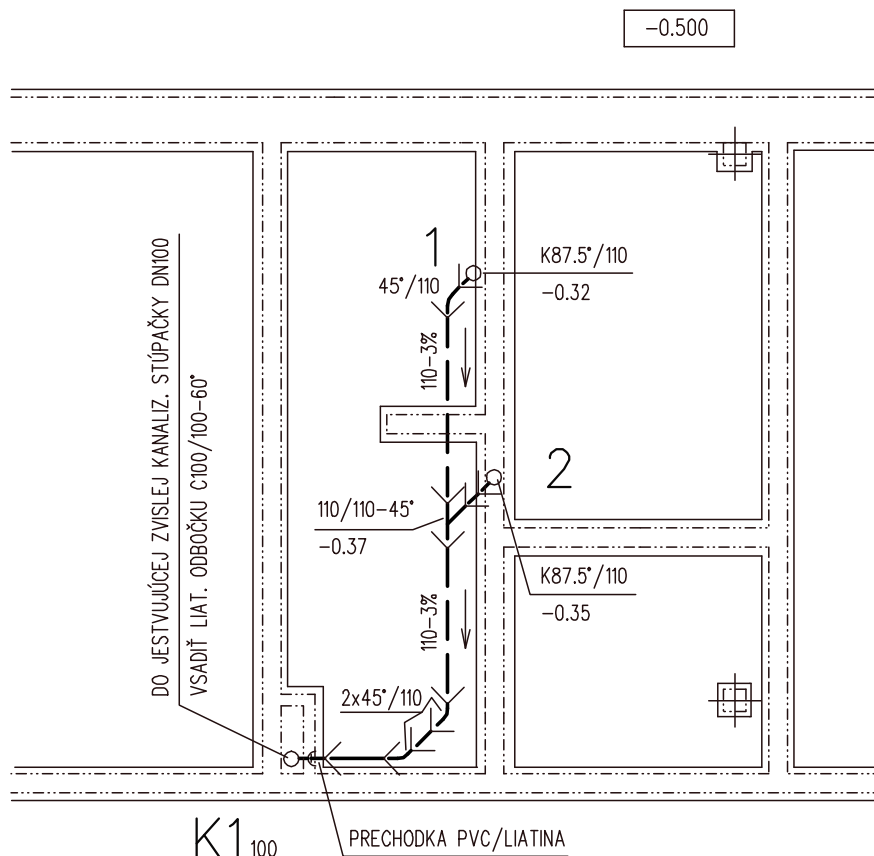 -0.500
1
K87.5°/110
-0.32
45°/110
110-3%
2
110/110-45°
-0.37
K87.5°/110
-0.35
110-3%
2x45°/110
DO JESTVUJÚCEJ ZVISLEJ KANALIZ. STÚPAČKY DN100
VSADIŤ LIAT. ODBOČKU C100/100-60°
K1 100
PRECHODKA PVC/LIATINA